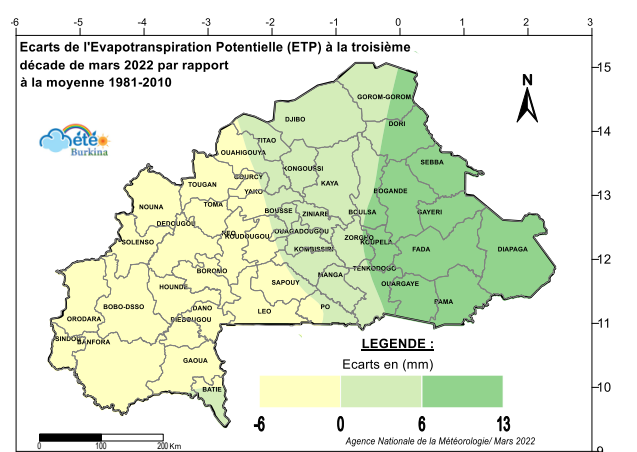 -6 -5 -4 -3 -2 -1 0 1 2 3
Ecarts de l'Evapotranspiration Potentielle (ETP) à la troisième
décade de mars 2022 par rapport
à la moyenne 1981-2010
météo
Burkina
N
15
14
13
12
11
10
9
GOROM-GOROM
DJIBO
DORI
TITAO
OUAHIGOUYA
SEBBA
KONGOUSSI
GOURCY
KAYA
TOUGAN
YAKO
BOGANDE
NOUNA
TOMA
BOUSSE
ZINIARE
BOULSA
GAYERI
DEDOUGOU
REO
KOUDOUGOU
OUAGADOUGOU
ZORGHO
KOUPELA
SOLENSO
KOMBISSIRI
FADA
DIAPAGA
BOROMO
MANGA
TENKODOGO
HOUNDE
SAPOUY
OUARGAYE
BOBO-DSSO
DANO
LEO
PO
PAMA
ORODARA
DIEBOUGOU
SINDOU
BANFORA
GAOUA
BATIE
LEGENDE :
Ecarts en (mm)
-6 0 6 13
0 100 200 Km
Agence Nationale de la Météorologie/ Mars 2022